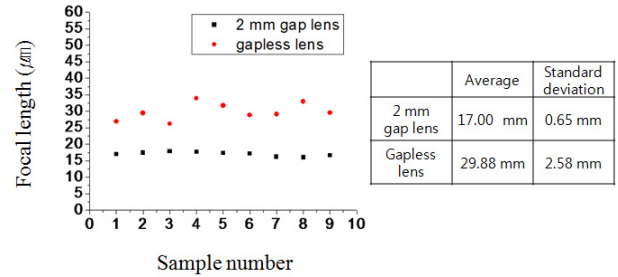 60
55
50
45
40
35
30
25
20
15
10
5
0
Focal length (㎛)
2 mm gap lens
gapless lens
0 1 2 3 4 5 6 7 8 9 10
Sample number
Average
Standard
deviation
2 mm
gap lens
17.00 mm
0.65 mm
Gapless
lens
29.88 mm
2.58 mm